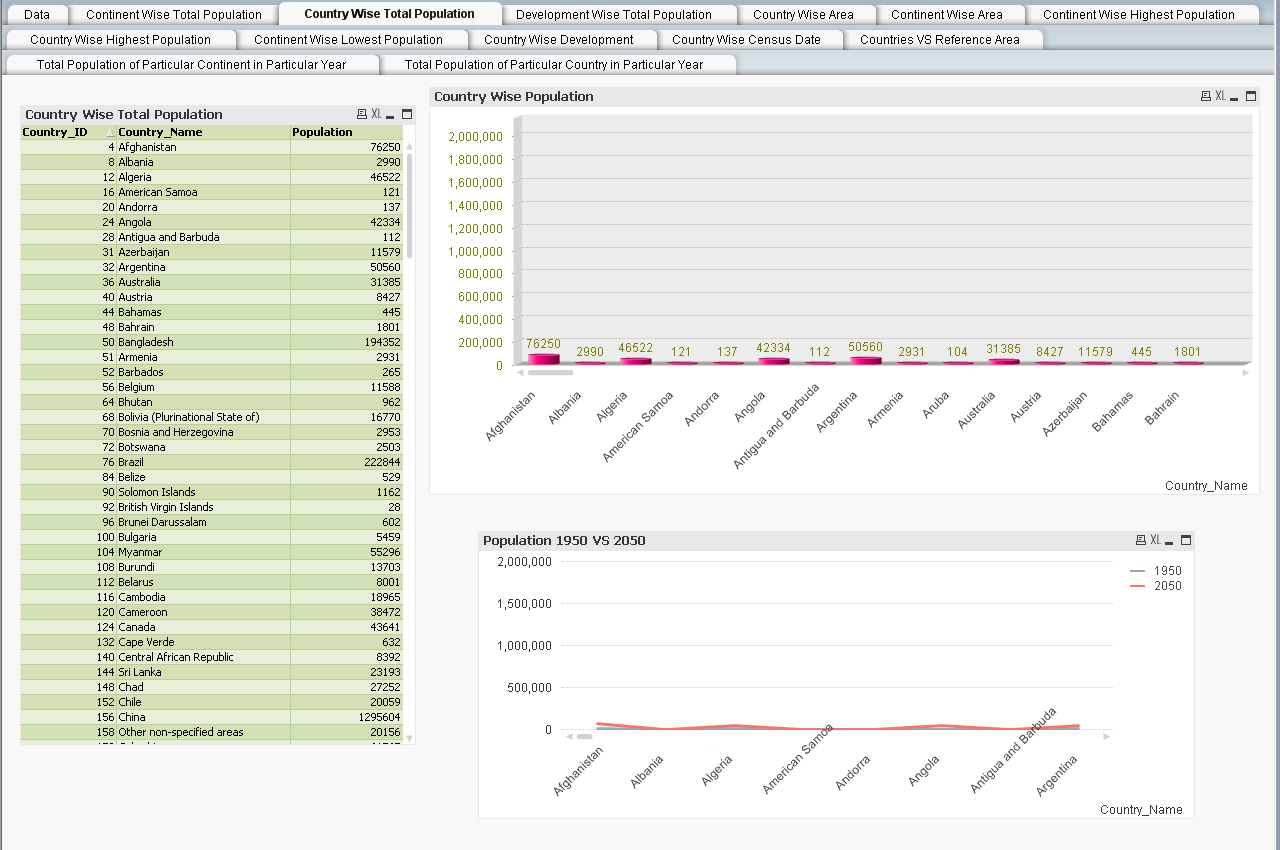 Data Continent Wise Total Population Country Wise Total Population Development Wise Total Population Country Wise Area Continent Wise Area Continent Wise Highest Population
Country Wise Highest Population Continent Wise Lowest Population Country Wise Development Country Wise Census Date Countries VS Reference Area
Total Population of Particular Continent in Particular Year Total Population of Particular Country in Particular Year
Country Wise Total Population XL
Country_ID Country_Name Population
4 Afghanistan 76250
8 Albania 2990
12 Algeria 46522
16 American Samoa 121
20 Andorra 137
24 Angola 42334
28 Antigua and Barbuda 112
31 Azerbaijan 11579
32 Argentina 50560
36 Australia 31385
40 Austria 8427
44 Bahamas 445
48 Bahrain 1801
50 Bangladesh 194352
51 Armenia 2931
52 Barbados 265
56 Belgium 11588
64 Bhutan 962
68 Bolivia (Plurinational State of) 16770
70 Bosnia and Herzegovina 2953
72 Botswana 2503
76 Brazil 222844
84 Belize 529
90 Solomon Islands 1162
92 British Virgin Islands 28
96 Brunei Darussalam 602
100 Bulgaria 5459
104 Myanmar 55296
108 Burundi 13703
112 Belarus 8001
116 Cambodia 18965
120 Cameroon 38472
124 Canada 43641
132 Cape Verde 632
140 Central African Republic 8392
144 Sri Lanka 23193
148 Chad 27252
152 Chile 20059
156 China 1295604
158 Other non-specified areas 20156
Country Wise Population XL
2,000,000
1,800,000
1,600,000
1,400,000
1,200,000
1,000,000
800,000
600,000
400,000
200,000
0
76250 2990 46522 121 137 42334 112 50560 2931 104 31385 8427 11579 445 1801
Afghanistan Albania Algeria American Samoa Andorra Angola Antigua and Barbuda Argentina Armenia Aruba Australia Austria Azerbaijan Bahamas Bahrain
Country_Name
Population 1950 VS 2050 XL
2,000,000
1,500,000
1,000,000
500,000
0
1950
2050
Afghanistan Albania Algeria American Samoa Andorra Angola Antigua and Barbuda Argentina
Country_Name